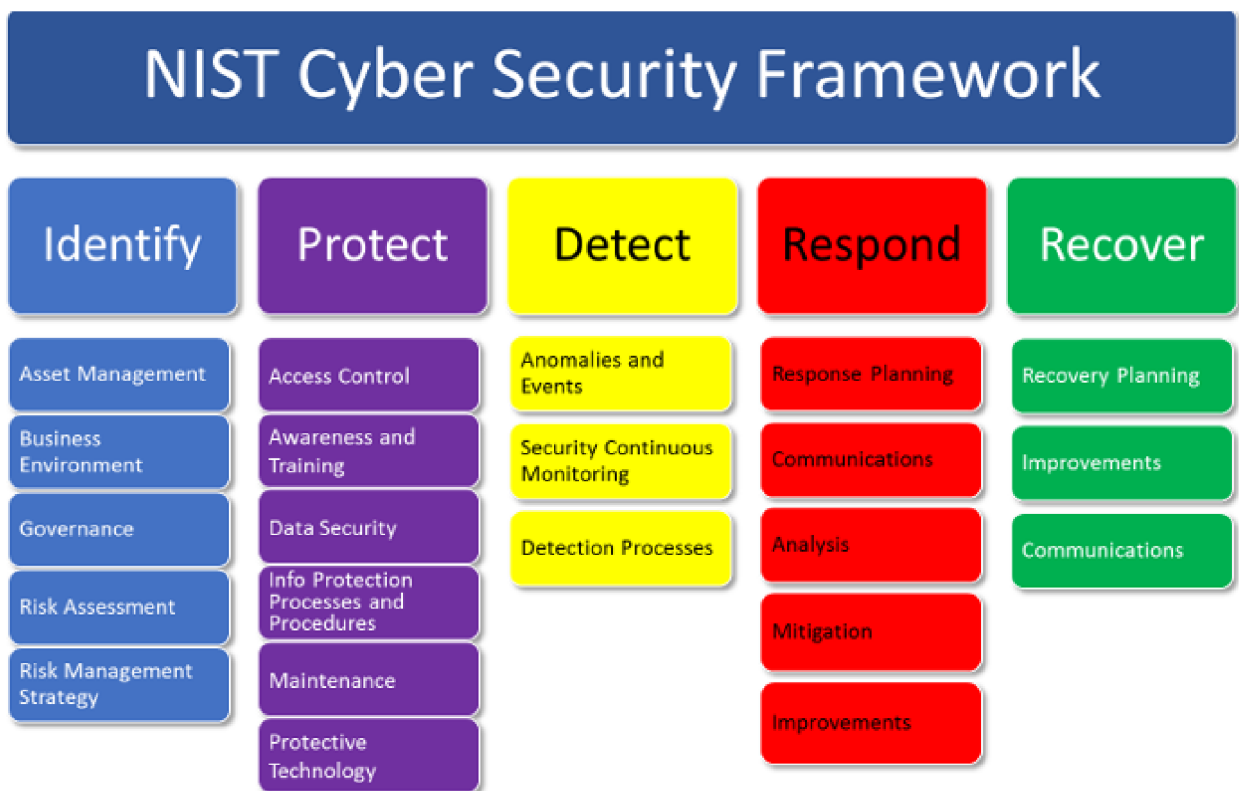 NIST Cyber Security Framework
Identify
Asset Management
Business
Environment
Governance
Risk Assessment
Risk Management
Strategy
Protect
Access Control
Awareness and
Training
Data Security
Info Protection
Processes and
Procedures
Maintenance
Protective
Technology
Detect
Anomalies and
Events
Security Continuous
Monitoring
Detection Processes
Respond
Response Planning
Communications
Analysis
Mitigation
Improvements
Recover
Recovery Planning
Improvements
Communications